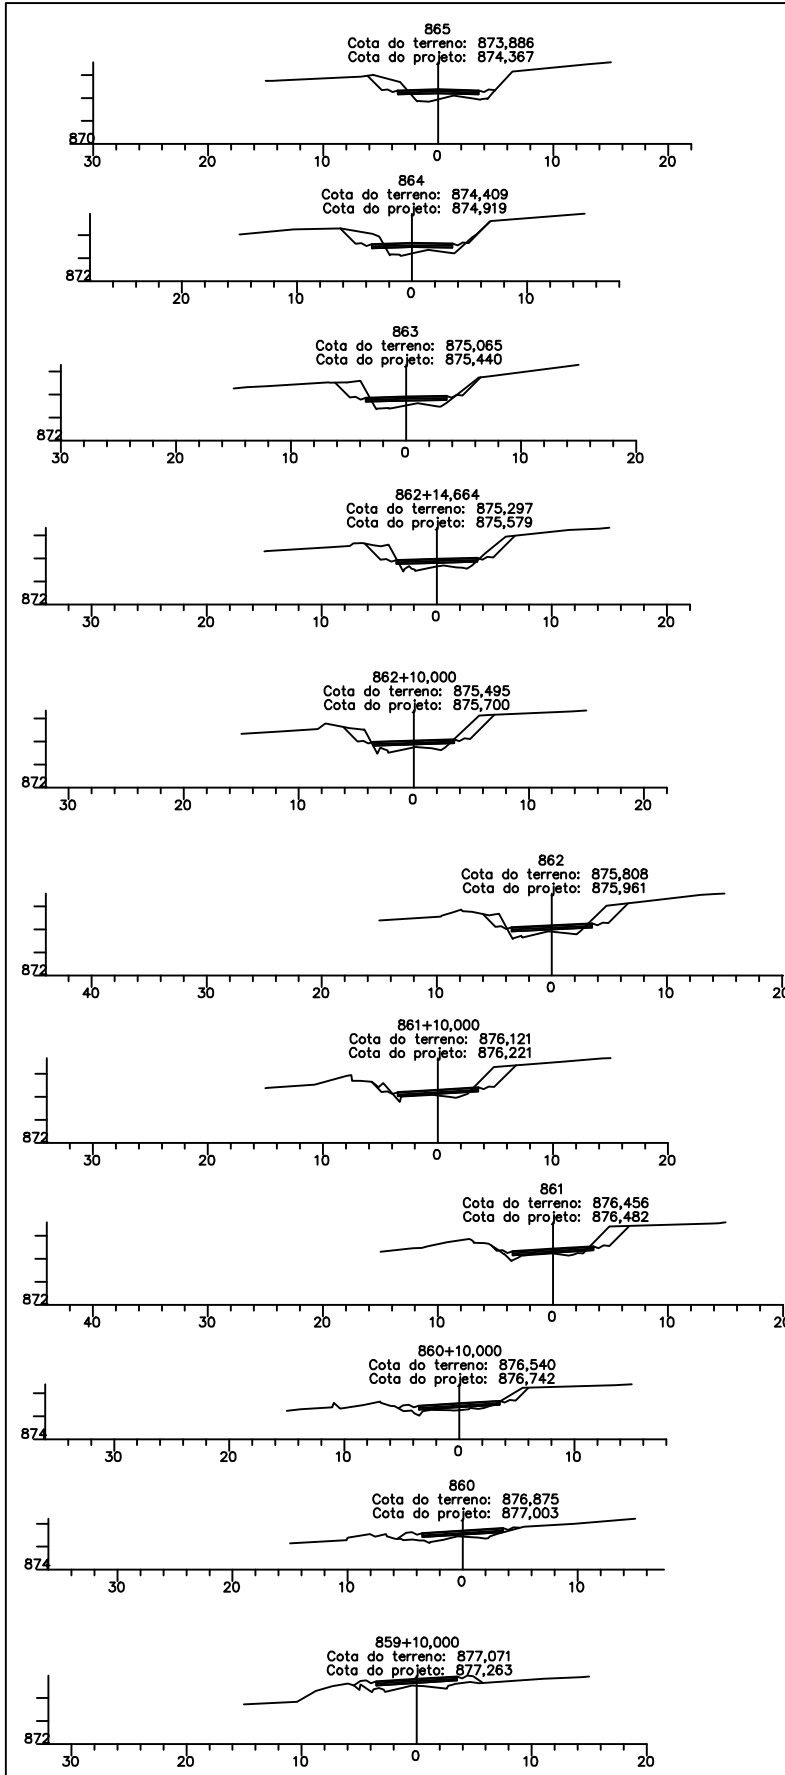 865
Cota do terreno: 873,886
Cota do projeto: 874,367
870
30 20 10 0 10 20
864
Cota do terreno: 874,409
Cota do projeto: 874,919
872
20 10 0 10
863
Cota do terreno: 875,065
Cota do projeto: 875,440
872
30 20 10 0 10 20
862+14,664
Cota do terreno: 875,297
Cota do projeto: 875,579
872
30 20 10 0 10 20
862+10,000
Cota do terreno: 875,495
Cota do projeto: 875,700
872
30 20 10 0 10 20
862
Cota do terreno: 875,808
Cota do projeto: 875,961
872
40 30 20 10 0 10 20
861+10,000
Cota do terreno: 876,121
Cota do projeto: 876,221
872
30 20 10 0 10 20
861
Cota do terreno: 876,456
Cota do projeto: 876,482
872
40 30 20 10 0 10 20
860+10,000
Cota do terreno: 876,540
Cota do projeto: 876,742
874
30 20 10 0 10
860
Cota do terreno: 876,875
Cota do projeto: 877,003
874
30 20 10 0 10
859+10,000
Cota do terreno: 877,071
Cota do projeto: 877,263
872
30 20 10 0 10 20